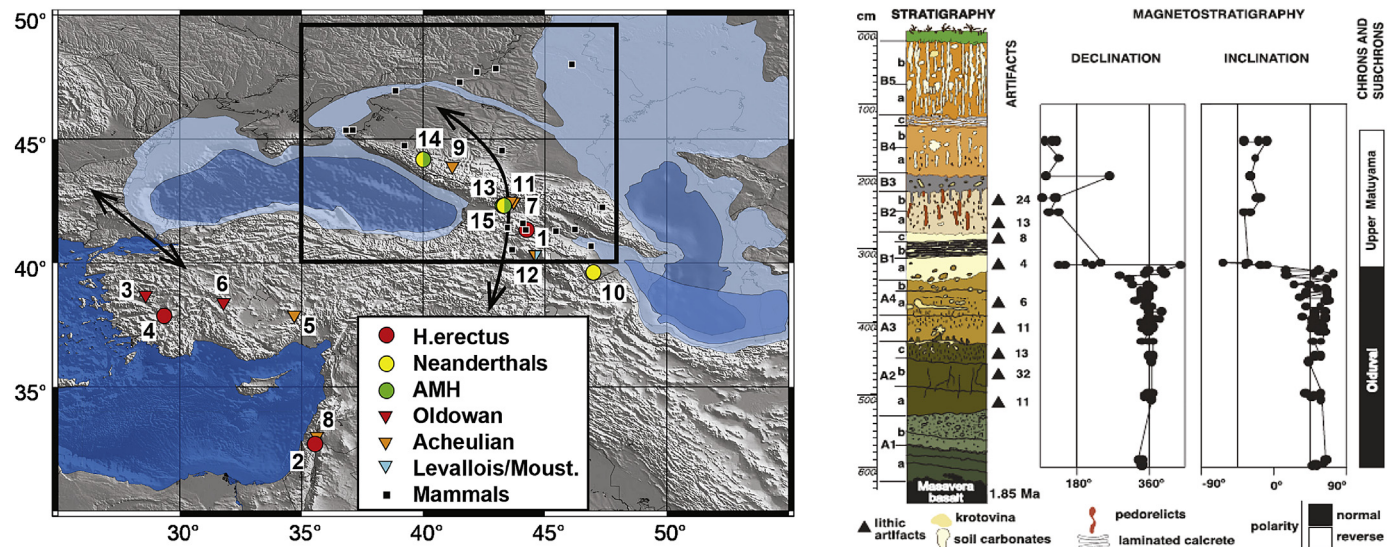 50°
45°
40°
35°
30°
35°
40°
45°
50°
14
9
13
11
7
15
1
12
10
3
6
4
5
8
2
H.erectus
Neanderthals
AMH
Oldowan
Acheulian
Levallois/Moust.
Mammals
cm
STRATIGRAPHY
MAGNETOSTRATIGRAPHY
ARTIFACTS
DECLINATION
INCLINATION
CHRONS AND
SUBCHRONS
000
100
200
300
400
500
600
b
B5
a
c
b
B4
a
B3
b
B2
a
c
b
B1
a
b
A4
a
A3
c
A2
b
a
b
A1
a
24
13
8
4
6
11
13
32
11
Upper Matuyama
Olduvai
Masavera
basalt
1.85 Ma
180°
360°
-90°
0°
90°
lithic
artifacts
krotovina
soil carbonates
pedorelicts
laminated calcrete
polarity
normal
reverse